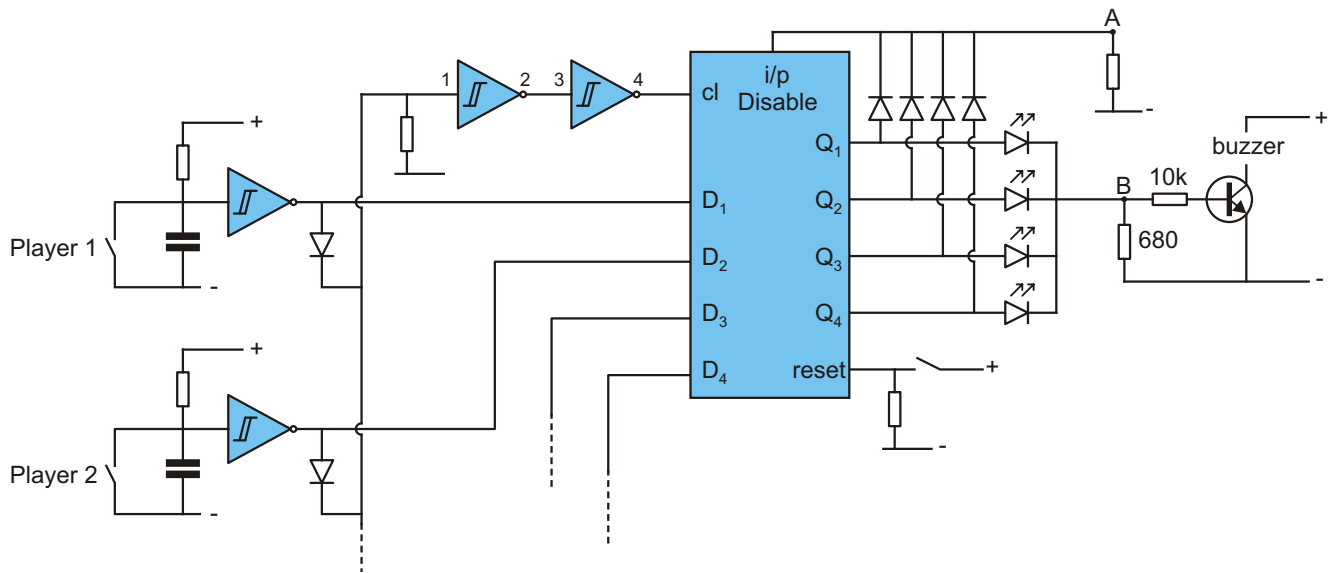 A
1
2
3
4
cl
i/p
Disable
-
+
Q1
buzzer
+
D1
Q2
B
10k
Player 1
680
D2
Q3
-
-
D3
Q4
+
D4
reset
+
-
Player 2
-